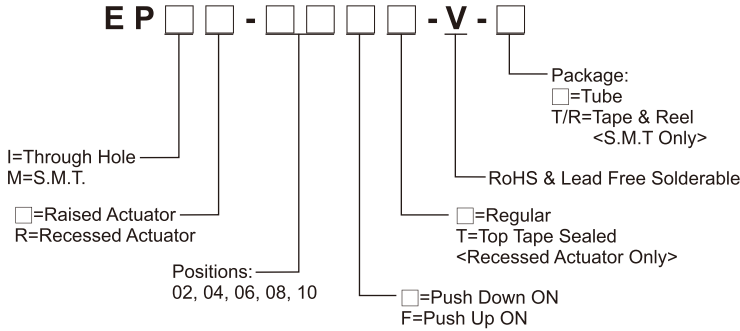 EP□□-□□□□-V-□
Package:
□=Tube
T/R=Tape & Reel
<S.M.T Only>
I=Through Hole
M=S.M.T.
RoHS & Lead Free Solderable
□=Raised Actuator
R=Recessed Actuator
□=Regular
T=Top Tape Sealed
<Recessed Actuator Only>
Positions:
02, 04, 06, 08, 10
□=Push Down ON
F=Push Up ON